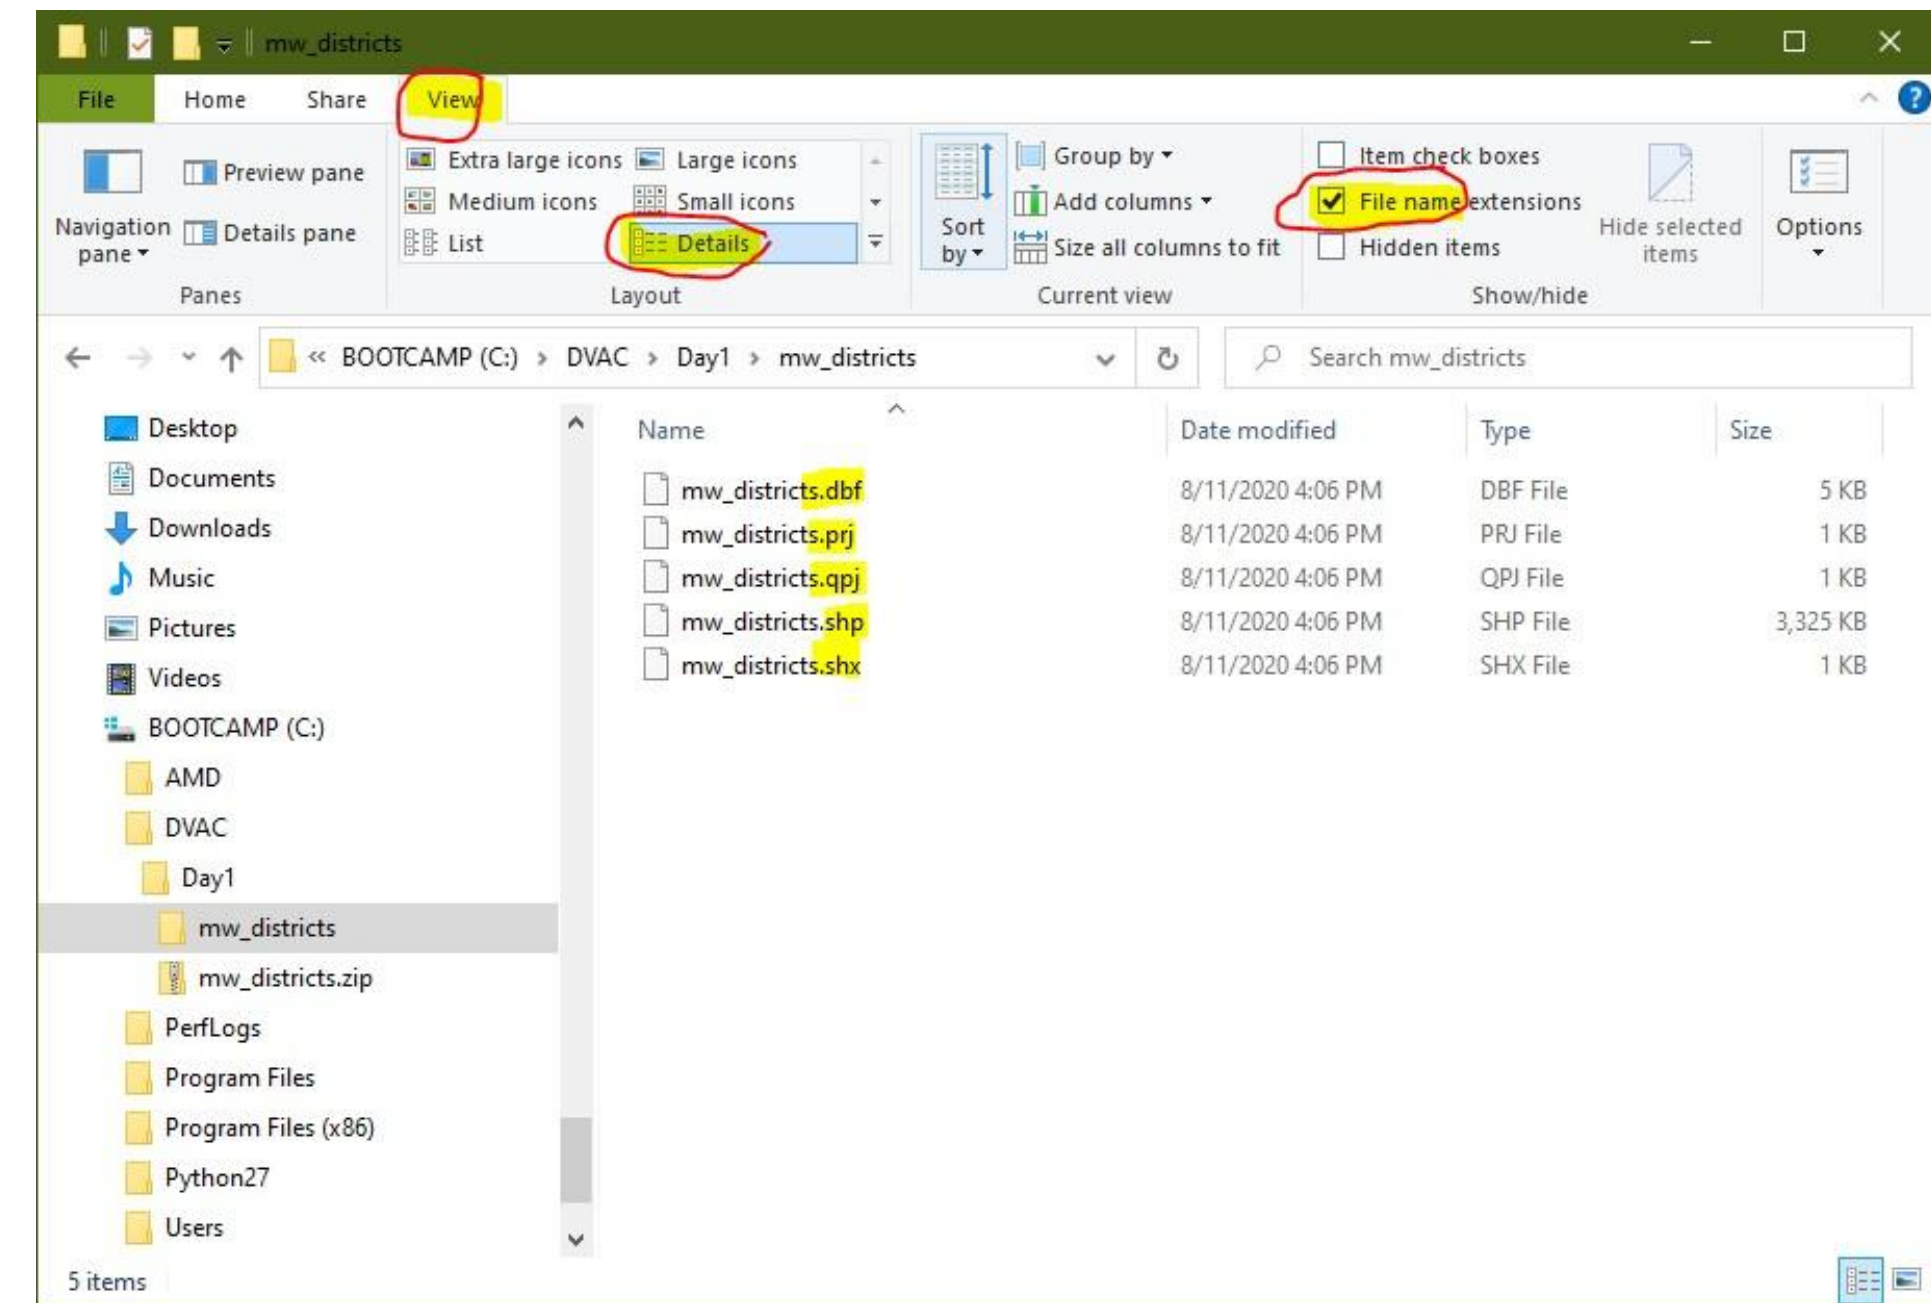 mw_districts
File Home Share View
Preview pane
Details pane
Navigation
pane
Panes
Extra large icons Large icons
Medium icons Small icons
List Details
Layout
Sort
by
Group by
Add columns
Size all columns to fit
Current view
Item check boxes
File name extensions
Hidden items
Hide selected
items
Show/hide
Options
« BOOTCAMP (C:) > DVAC > Day1 > mw_districts
Search mw_districts
Desktop
Documents
Downloads
Music
Pictures
Videos
BOOTCAMP (C:)
AMD
DVAC
Day1
mw_districts
mw_districts.zip
PerfLogs
Program Files
Program Files (x86)
Python27
Users
Name Date modified Type Size
mw_districts.dbf 8/11/2020 4:06 PM DBF File 5 KB
mw_districts.prj 8/11/2020 4:06 PM PRJ File 1 KB
mw_districts.qpj 8/11/2020 4:06 PM QPJ File 1 KB
mw_districts.shp 8/11/2020 4:06 PM SHP File 3,325 KB
mw_districts.shx 8/11/2020 4:06 PM SHX File 1 KB
5 items